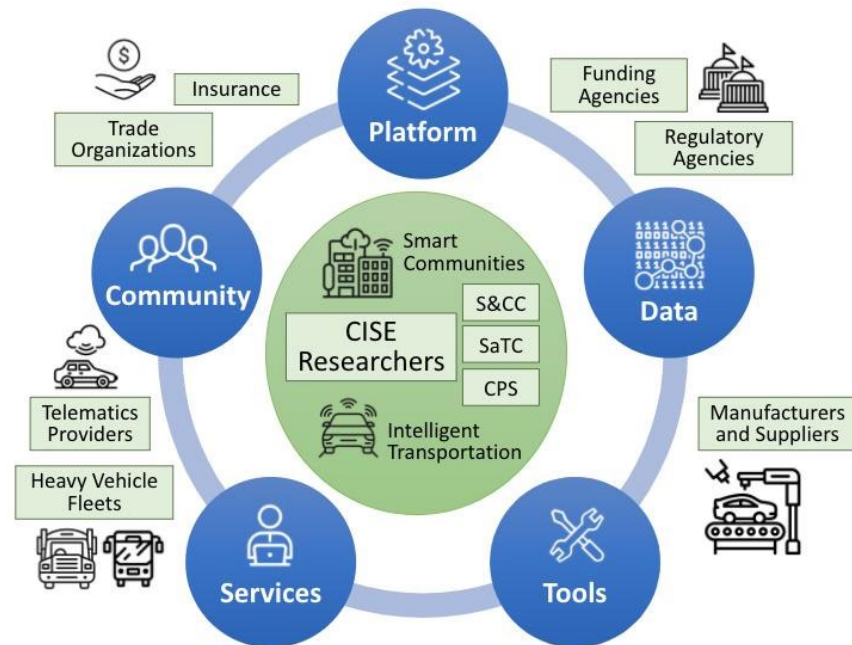 Insurance
Trade
Organizations
Platform
Funding
Agencies
Regulatory
Agencies
Community
Smart
Communities
S&CC
CISE
Researchers
SaTC
CPS
Intelligent
Transportation
Data
Telematics
Providers
Heavy Vehicle
Fleets
Manufacturers
and Suppliers
Services
Tools